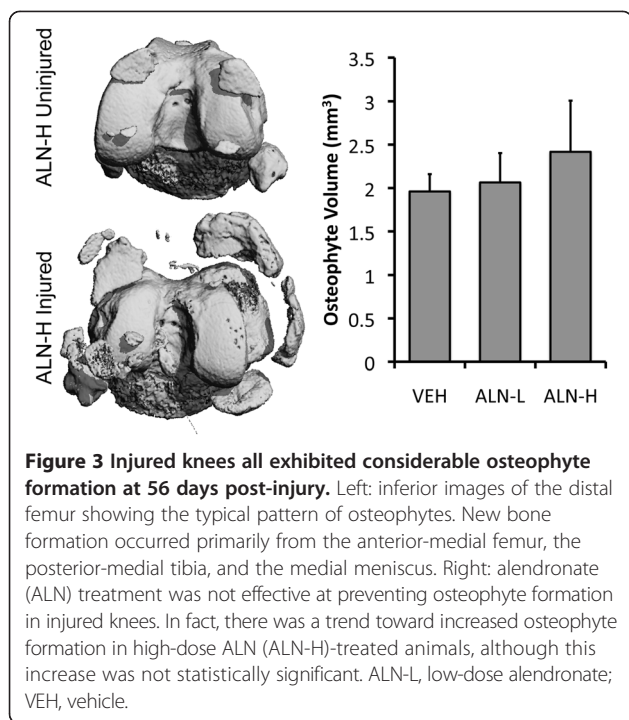 ALN-H Uninjured
ALN-H Injured
Osteophyte Volume (mm³)
3.5
3
2.5
2
1.5
1
0.5
0
VEH ALN-L ALN-H
Figure 3 Injured knees all exhibited considerable osteophyte
formation at 56 days post-injury. Left: inferior images of the distal
femur showing the typical pattern of osteophytes. New bone
formation occurred primarily from the anterior-medial femur, the
posterior-medial tibia, and the medial meniscus. Right: alendronate
(ALN) treatment was not effective at preventing osteophyte formation
in injured knees. In fact, there was a trend toward increased osteophyte
formation in high-dose ALN (ALN-H)-treated animals, although this
increase was not statistically significant. ALN-L, low-dose alendronate;
VEH, vehicle.